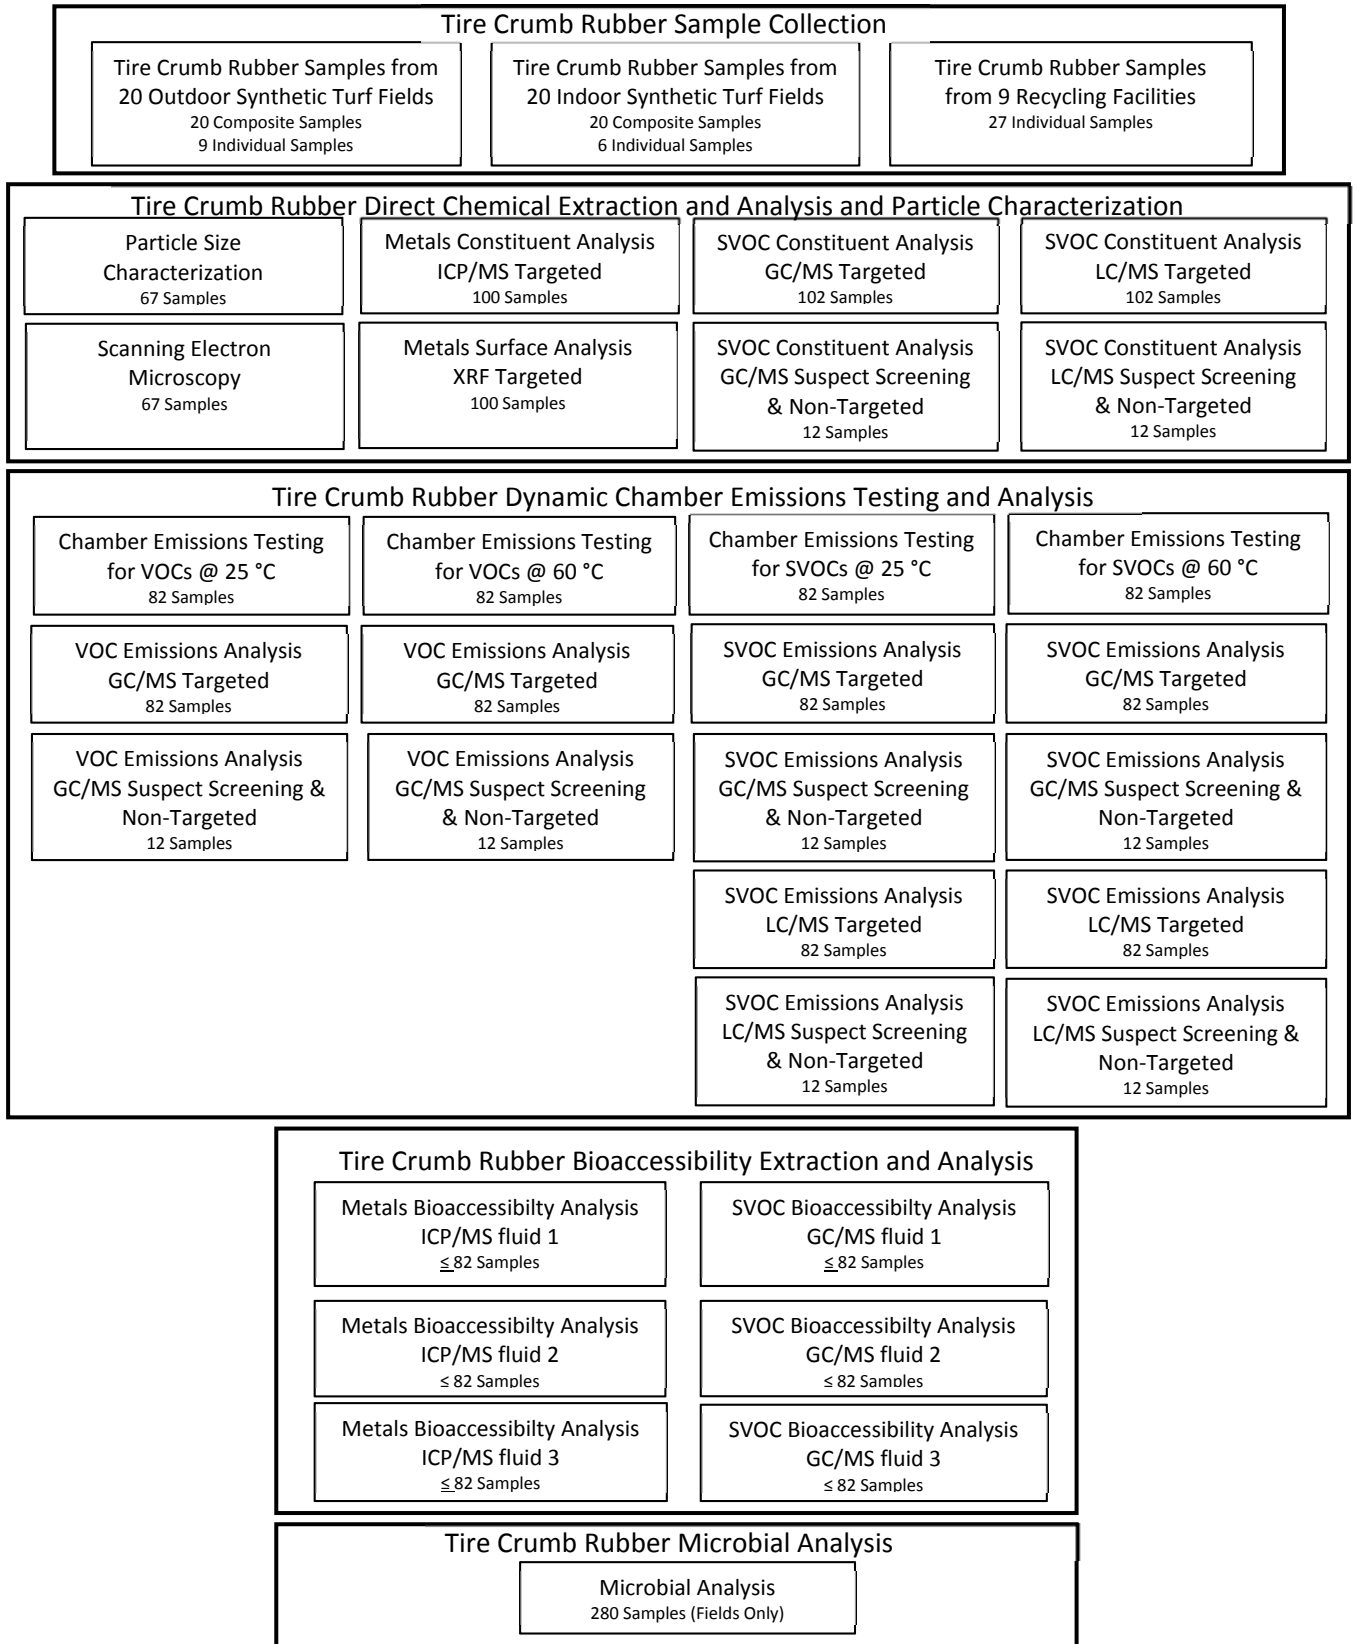 Tire Crumb Rubber Sample Collection
Tire Crumb Rubber Samples from
20 Outdoor Synthetic Turf Fields
20 Composite Samples
9 Individual Samples
Tire Crumb Rubber Samples from
20 Indoor Synthetic Turf Fields
20 Composite Samples
6 Individual Samples
Tire Crumb Rubber Samples
from 9 Recycling Facilities
27 Individual Samples
Tire Crumb Rubber Direct Chemical Extraction and Analysis and Particle Characterization
Particle Size
Characterization
67 Samples
Metals Constituent Analysis
ICP/MS Targeted
100 Samples
SVOC Constituent Analysis
GC/MS Targeted
102 Samples
SVOC Constituent Analysis
LC/MS Targeted
102 Samples
Scanning Electron
Microscopy
67 Samples
Metals Surface Analysis
XRF Targeted
100 Samples
SVOC Constituent Analysis
GC/MS Suspect Screening
& Non-Targeted
12 Samples
SVOC Constituent Analysis
LC/MS Suspect Screening
& Non-Targeted
12 Samples
Tire Crumb Rubber Dynamic Chamber Emissions Testing and Analysis
Chamber Emissions Testing
for VOCs @ 25 °C
82 Samples
Chamber Emissions Testing
for VOCs @ 60 °C
82 Samples
Chamber Emissions Testing
for SVOCs @ 25 °C
82 Samples
Chamber Emissions Testing
for SVOCs @ 60 °C
82 Samples
VOC Emissions Analysis
GC/MS Targeted
82 Samples
VOC Emissions Analysis
GC/MS Targeted
82 Samples
SVOC Emissions Analysis
GC/MS Targeted
82 Samples
SVOC Emissions Analysis
GC/MS Targeted
82 Samples
VOC Emissions Analysis
GC/MS Suspect Screening &
Non-Targeted
12 Samples
VOC Emissions Analysis
GC/MS Suspect Screening
& Non-Targeted
12 Samples
SVOC Emissions Analysis
GC/MS Suspect Screening
& Non-Targeted
12 Samples
SVOC Emissions Analysis
GC/MS Suspect Screening &
Non-Targeted
12 Samples
SVOC Emissions Analysis
LC/MS Targeted
82 Samples
SVOC Emissions Analysis
LC/MS Targeted
82 Samples
SVOC Emissions Analysis
LC/MS Suspect Screening
& Non-Targeted
12 Samples
SVOC Emissions Analysis
LC/MS Suspect Screening &
Non-Targeted
12 Samples
Tire Crumb Rubber Bioaccessibility Extraction and Analysis
Metals Bioaccessibilty Analysis
ICP/MS fluid 1
≤ 82 Samples
SVOC Bioaccessibilty Analysis
GC/MS fluid 1
≤ 82 Samples
Metals Bioaccessibilty Analysis
ICP/MS fluid 2
≤ 82 Samples
SVOC Bioaccessibilty Analysis
GC/MS fluid 2
≤ 82 Samples
Metals Bioaccessibilty Analysis
ICP/MS fluid 3
≤ 82 Samples
SVOC Bioaccessibility Analysis
GC/MS fluid 3
≤ 82 Samples
Tire Crumb Rubber Microbial Analysis
Microbial Analysis
280 Samples (Fields Only)